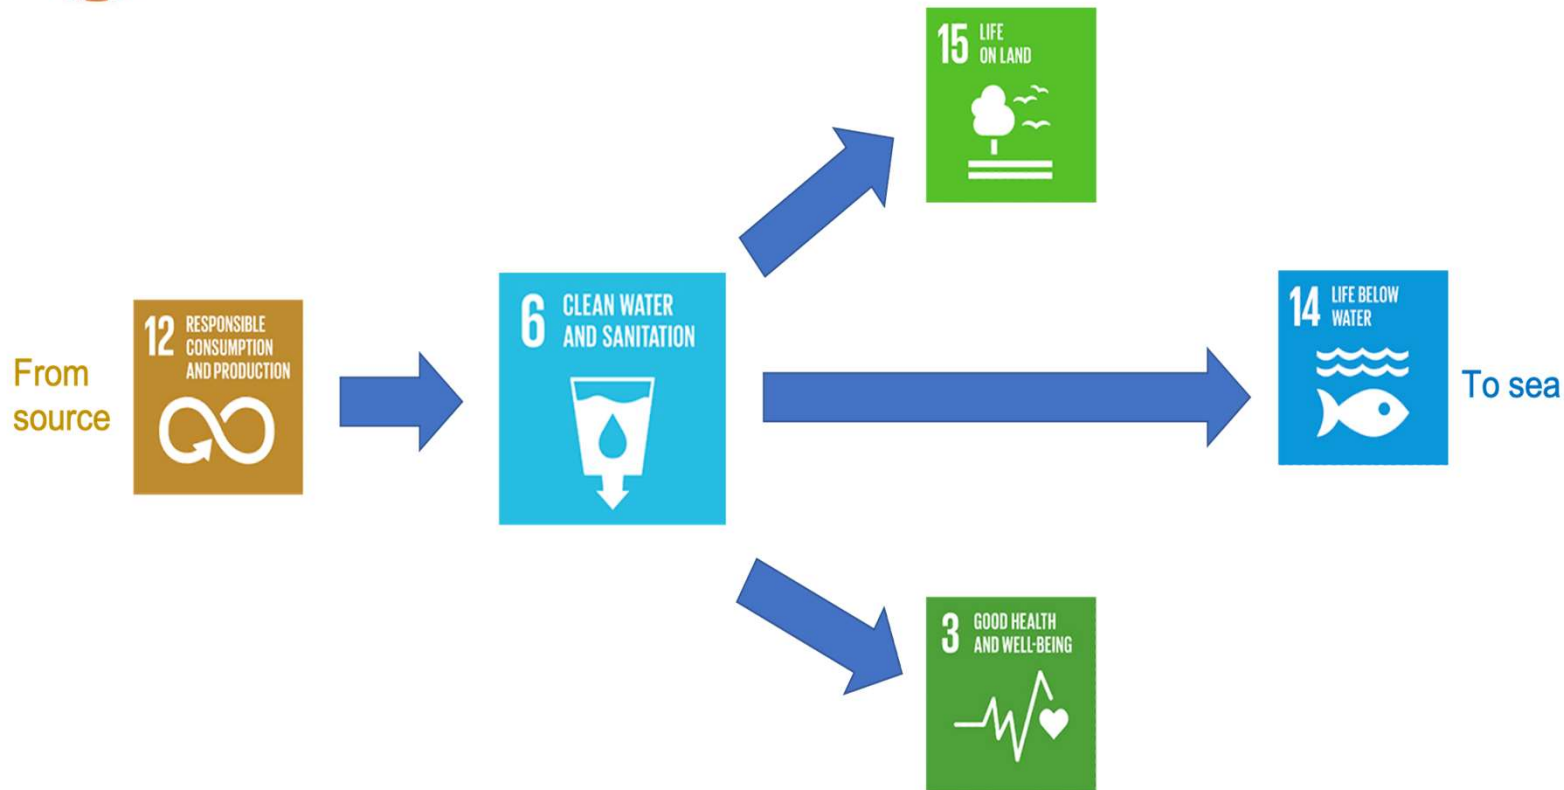 15 LIFE
ON LAND
From
source
12 RESPONSIBLE
CONSUMPTION
AND PRODUCTION
6 CLEAN WATER
AND SANITATION
14 LIFE BELOW
WATER
To sea
3 GOOD HEALTH
AND WELL-BEING